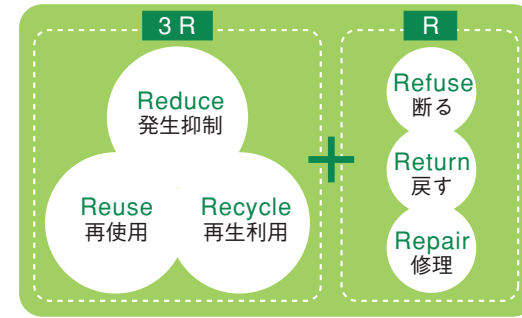 3R
Reduce
発生抑制
Reuse
再使用
Recycle
再生利用
+
R
Refuse
断る
Return
戻す
Repair
修理